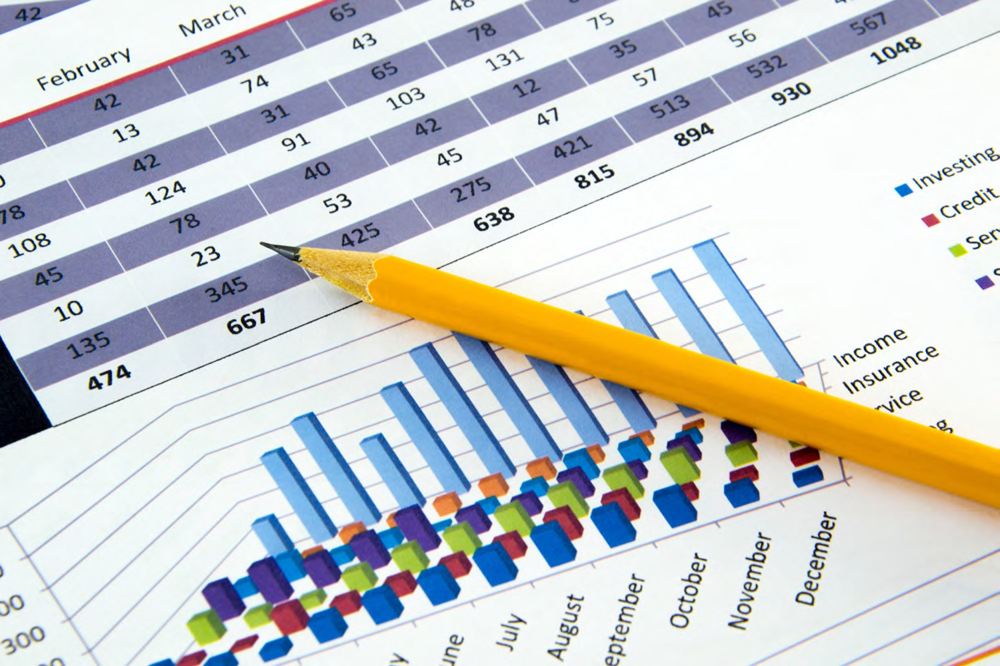 42
February March
42 31 65
13 74 43 48
78 42 31 65 78
108 124 91 103 131 75
45 78 40 42 12 35 45
10 23 53 45 47 57 56
135 345 425 275 421 513 532 567
474 667 638 815 894 930 1048
Investing
Credit
Income
Insurance
300
July
August
October
November
December